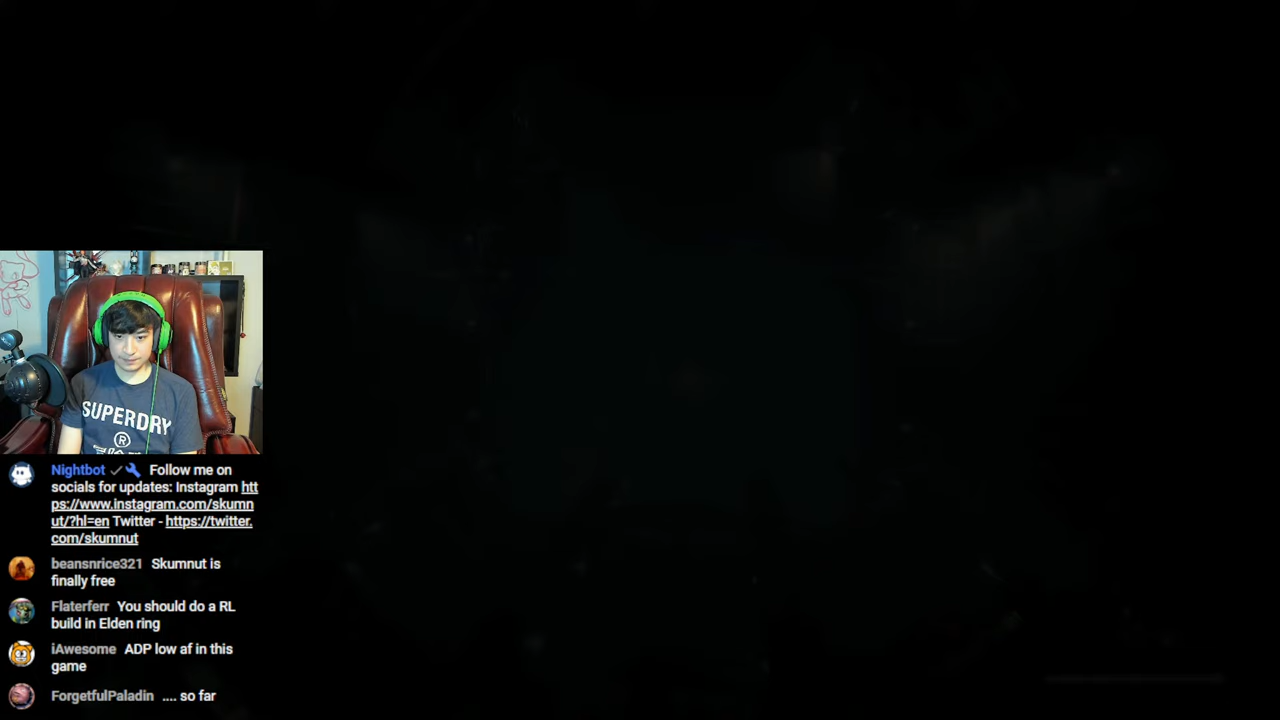 SUPERDRY
®
Nightbot Follow me on
socials for updates: Instagram htt
ps://www.instagram.com/skumn
ut/?hl=en Twitter - https://twitter.
com/skumnut
beansnrice321 Skumnut is
finally free
Flaterferr You should do a RL
build in Elden ring
iAwesome ADP low af in this
game
ForgetfulPaladin .... so far